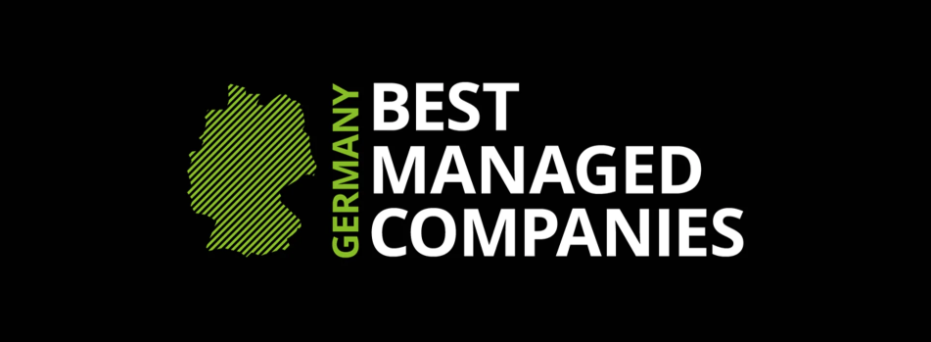 GERMANY
BEST
MANAGED
COMPANIES